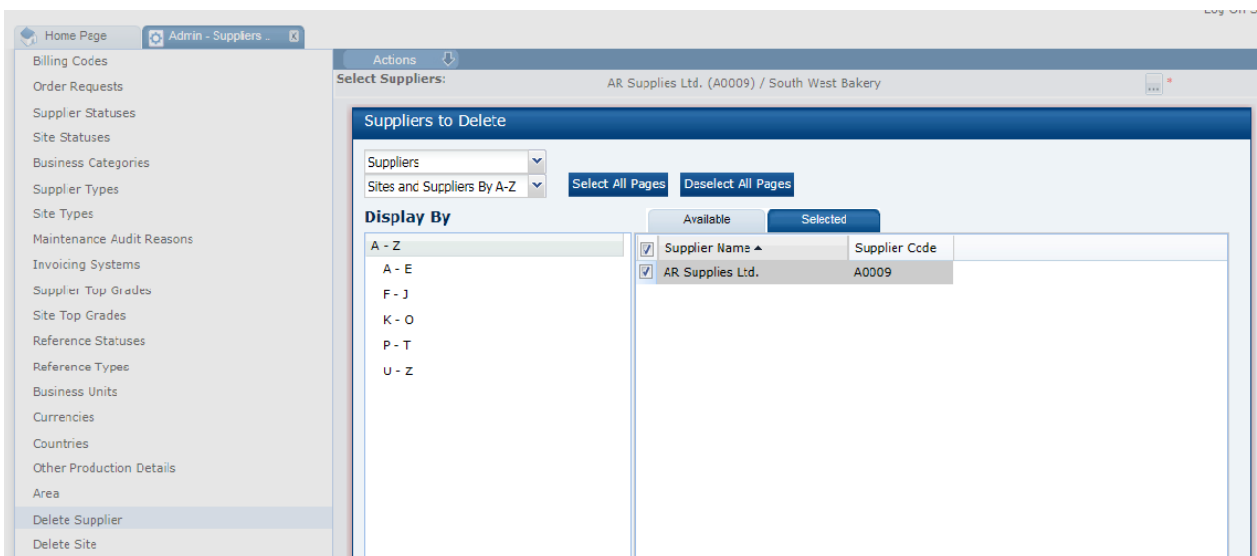 Log On S
Home Page
Admin - Suppliers ..
Billing Codes
Order Requests
Supplier Statuses
Site Statuses
Business Categories
Supplier Types
Site Types
Maintenance Audit Reasons
Invoicing Systems
Supplier Top Grades
Site Top Grades
Reference Statuses
Reference Types
Business Units
Currencies
Countries
Other Production Details
Area
Delete Supplier
Delete Site
Actions
Select Suppliers: AR Supplies Ltd. (A0009) / South West Bakery ... *
Suppliers to Delete
Suppliers
Sites and Suppliers By A-Z Select All Pages Deselect All Pages
Display By
A - Z
A - E
F - J
K - O
P - T
U - Z
Available Selected
Supplier Name Supplier Code
AR Supplies Ltd. A0009